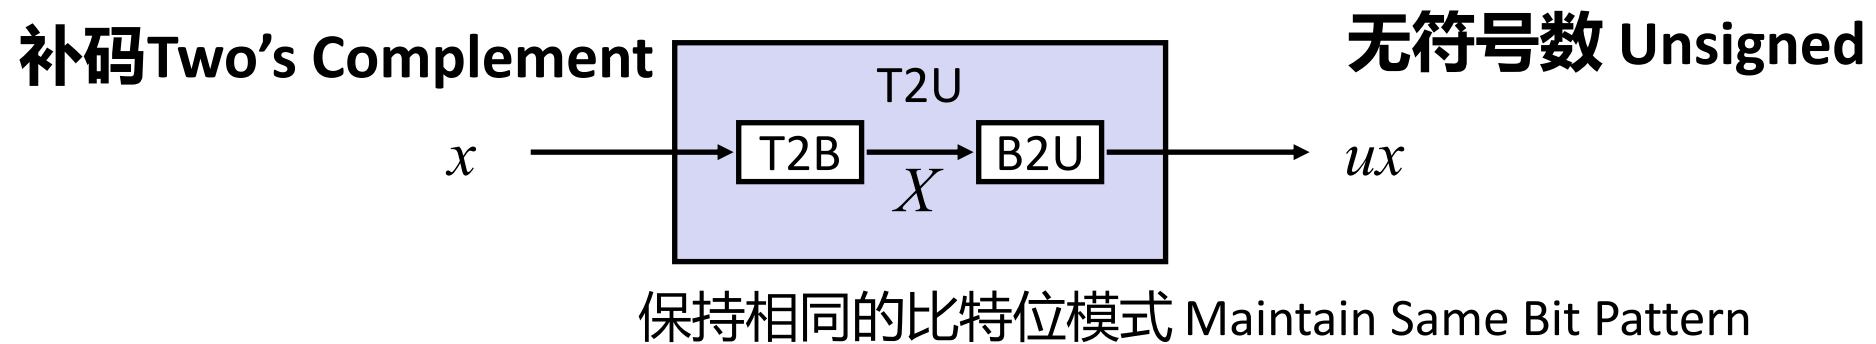 补码Two’s Complement
无符号数 Unsigned
T2U
x
T2B
X
B2U
ux
保持相同的比特位模式 Maintain Same Bit Pattern